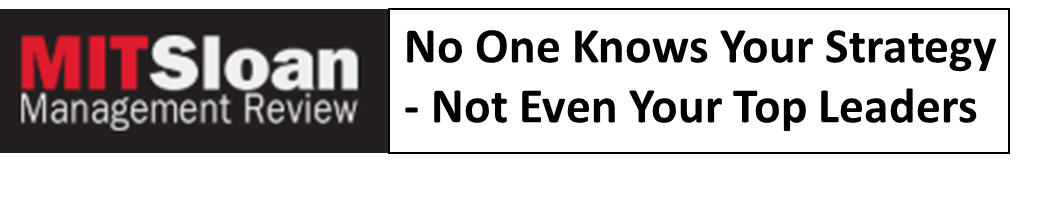 MITSloan
Management Review
No One Knows Your Strategy
- Not Even Your Top Leaders